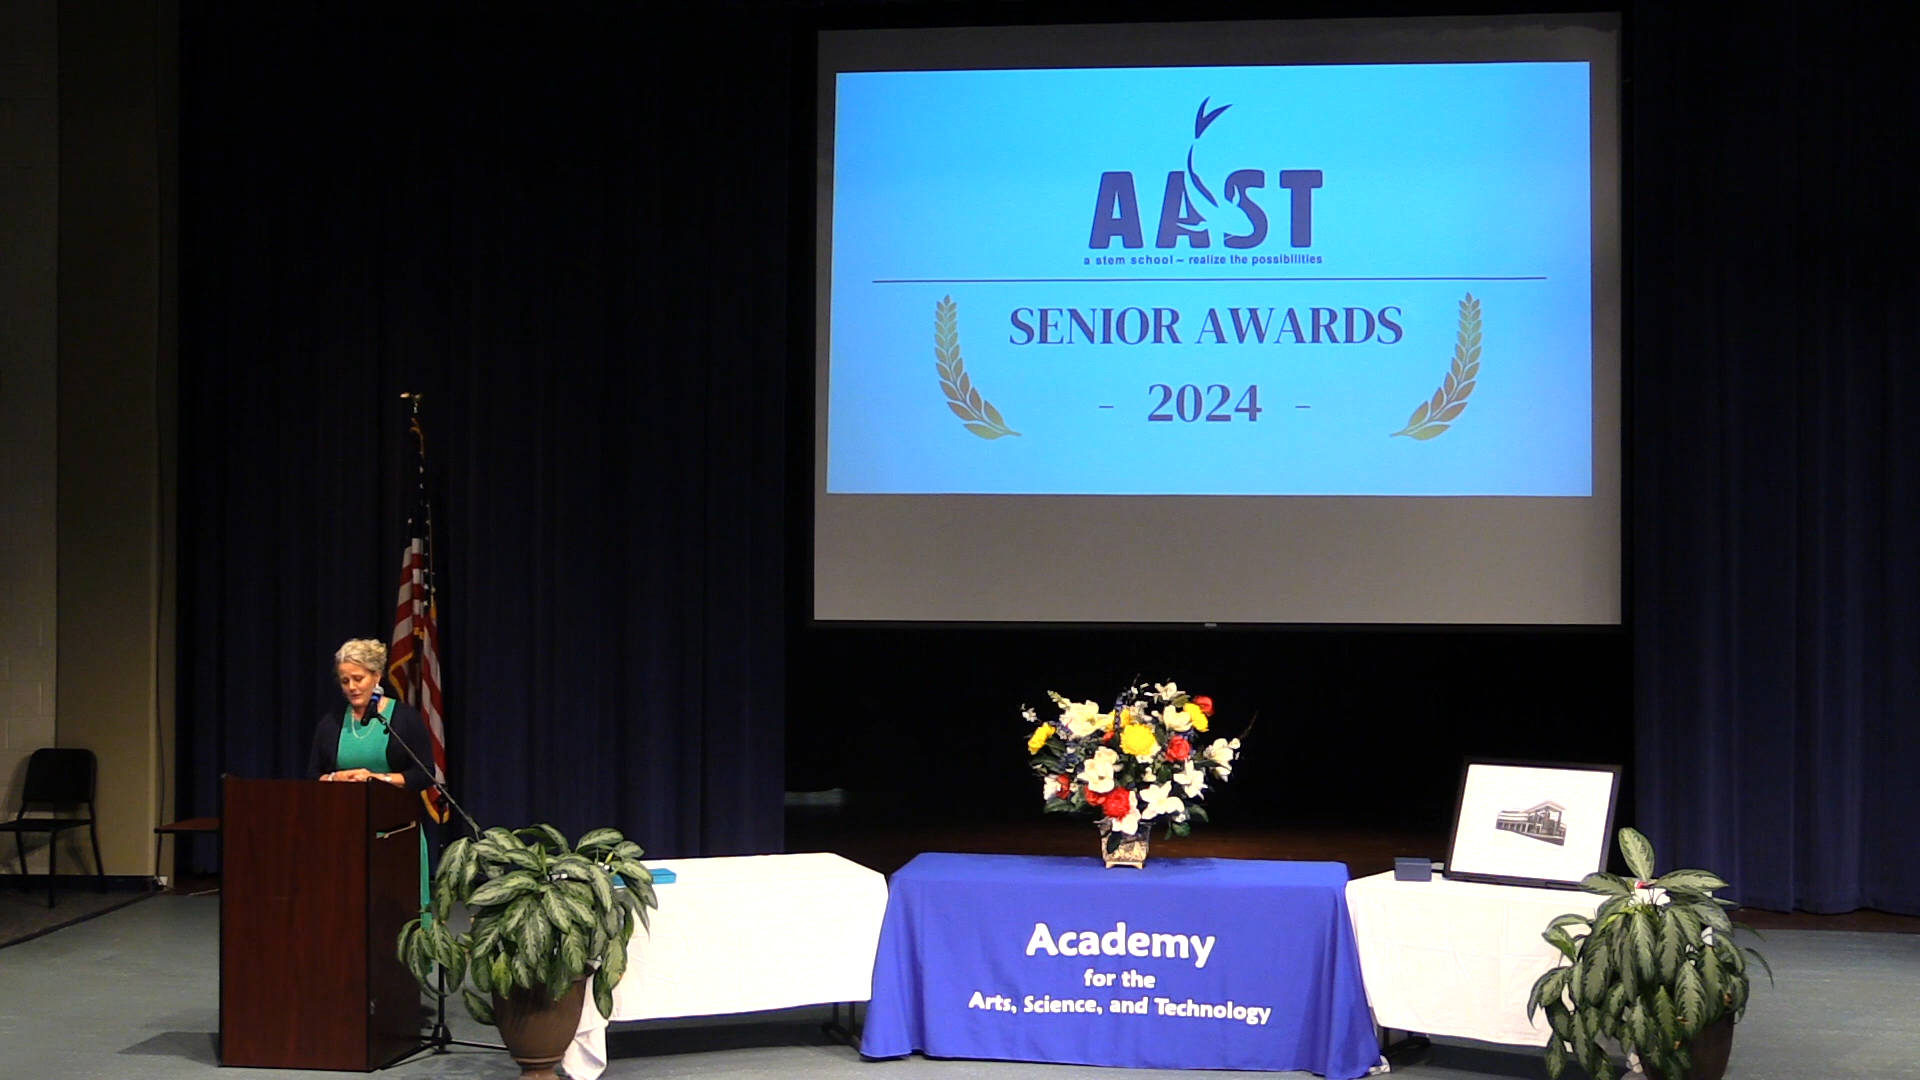 AAST
a stem school – realize the possibilities
SENIOR AWARDS
- 2024 -
Academy
for the
Arts, Science, and Technology